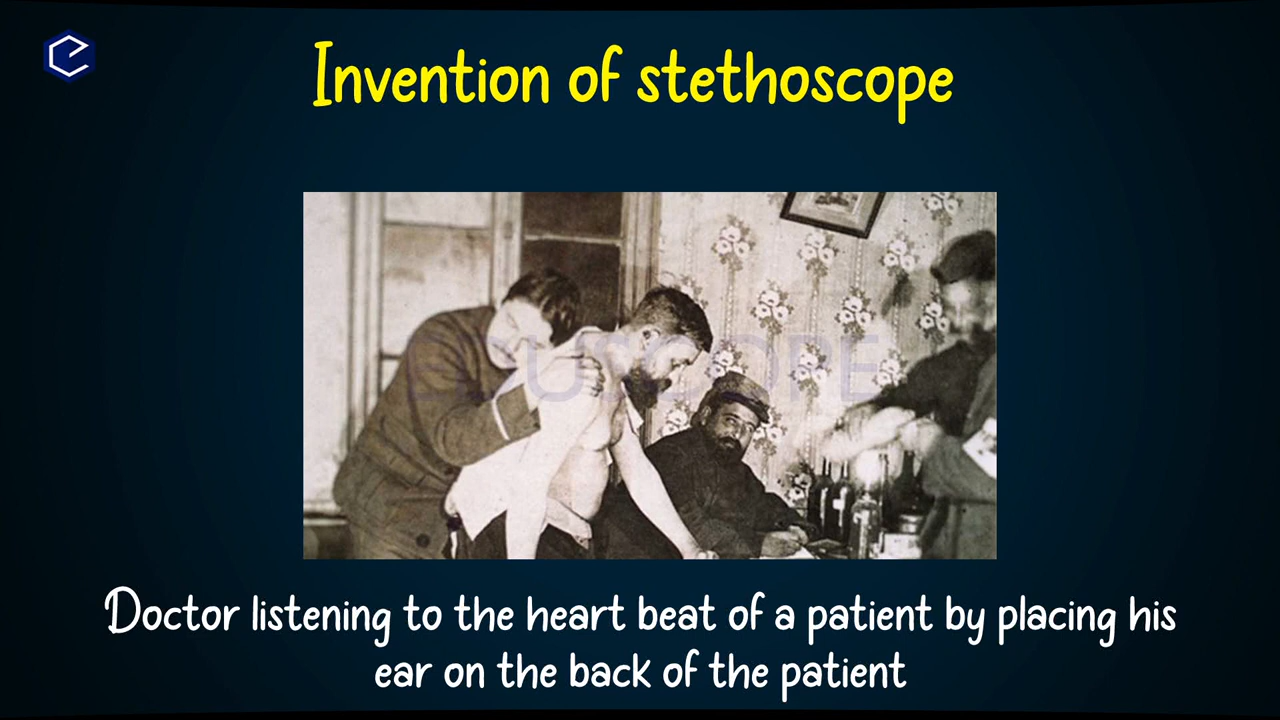 Invention of stethoscope
EDUSCOPE
Doctor listening to the heart beat of a patient by placing his
ear on the back of the patient